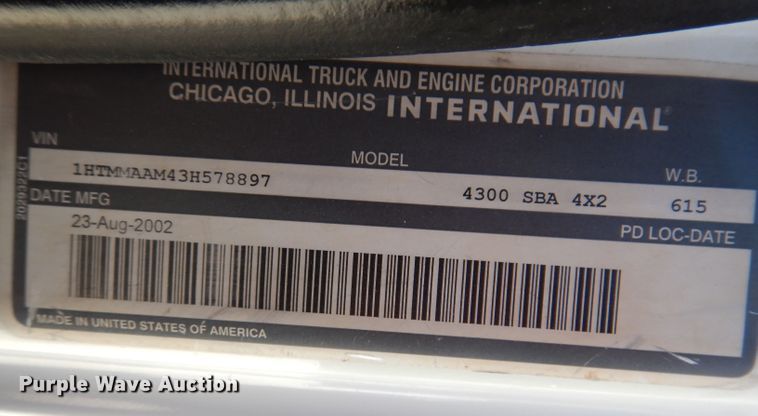 INTERNATIONAL TRUCK AND ENGINE CORPORATION
CHICAGO, ILLINOIS INTERNATIONAL®
VIN MODEL W.B.
1HTMMAAM43H578897 4300 SBA 4X2 615
DATE MFG PD LOC-DATE
23-Aug-2002
MADE IN UNITED STATES OF AMERICA
2029322C1
Purple Wave Auction